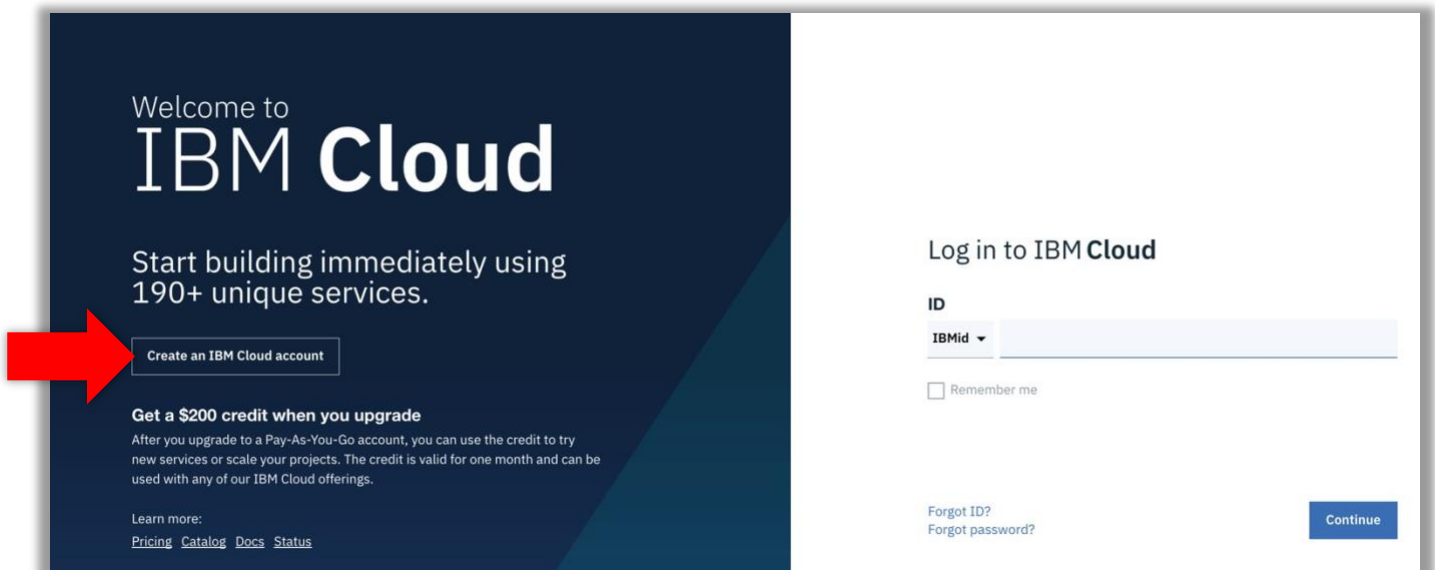 Welcome to
IBM Cloud
Start building immediately using
190+ unique services.
Create an IBM Cloud account
Get a $200 credit when you upgrade
After you upgrade to a Pay-As-You-Go account, you can use the credit to try
new services or scale your projects. The credit is valid for one month and can be
used with any of our IBM Cloud offerings.
Learn more:
Pricing Catalog Docs Status
Log in to IBM Cloud
ID
IBMid
Remember me
Forgot ID?
Forgot password?
Continue